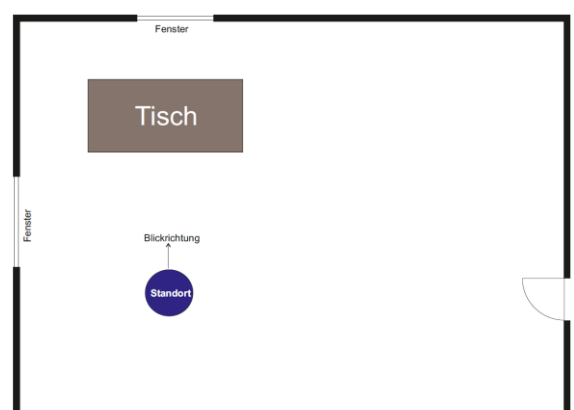 Fenster
Tisch
Fenster
Blickrichtung
Standort